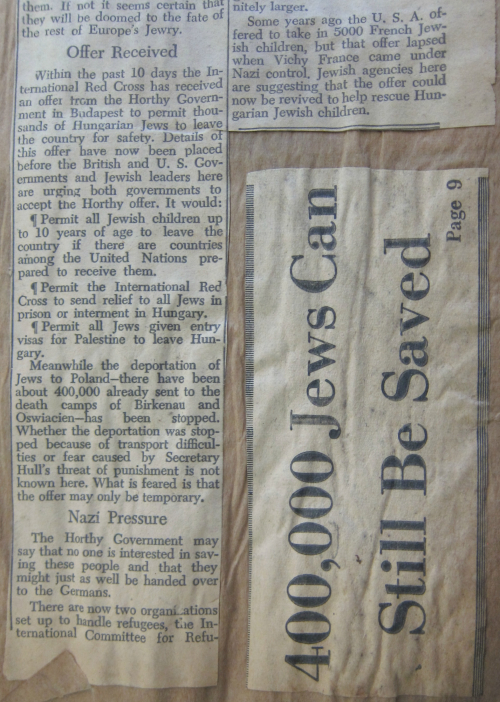 them. If not it seems certain that
they will be doomed to the fate of
the rest of Europe's Jewry.
Offer Received
Within the past 10 days the In-
ternational Red Cross has received
an offer from the Horthy Govern-
ment in Budapest to permit thou-
sands of Hungarian Jews to leave
the country for safety. Details of
this offer have now been placed
before the British and U. S. Gov-
ernments and Jewish leaders here
are urging both governments to
accept the Horthy offer. It would:
¶ Permit all Jewish children up
to 10 years of age to leave the
country if there are countries
among the United Nations pre-
pared to receive them.
¶ Permit the International Red
Cross to send relief to all Jews in
prison or interment in Hungary.
¶ Permit all Jews given entry
visas for Palestine to leave Hun-
gary.
Meanwhile the deportation of
Jews to Poland—there have been
about 400,000 already sent to the
death camps of Birkenau and
Oswiacien—has been stopped.
Whether the deportation was stop-
ped because of transport difficul-
ties or fear caused by Secretary
Hull's threat of punishment is not
known here. What is feared is that
the offer may only be temporary.
Nazi Pressure
The Horthy Government may
say that no one is interested in sav-
ing these people and that they
might just as well be handed over
to the Germans.
There are now two organizations
set up to handle refugees, the In-
ternational Committee for Refu-
nitely larger.
Some years ago the U. S. A. of-
fered to take in 5000 French Jew-
ish children, but that offer lapsed
when Vichy France came under
Nazi control. Jewish agencies here
are suggesting that the offer could
now be revived to help rescue Hun-
garian Jewish children.
400,000 Jews Can
Still Be Saved
Page 9